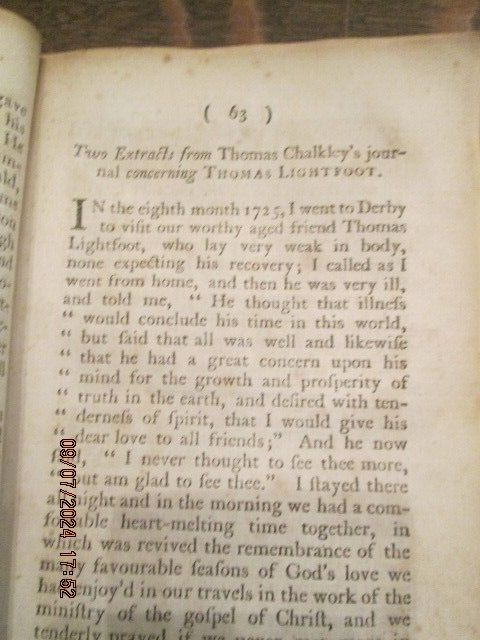 ( 63 )
Two Extracts from Thomas Chalkley's jour-
nal concerning THOMAS LIGHTFOOT.
IN the eighth month 1725, I went to Derby
to viſit our worthy aged friend Thomas
Lightfoot, who lay very weak in body,
none expecting his recovery; I called as I
went from home, and then he was very ill,
and told me, “ He thought that illneſs
“ would conclude his time in this world,
“ but ſaid that all was well and likewiſe
“ that he had a great concern upon his
“ mind for the growth and proſperity of
“ truth in the earth, and deſired with ten-
“ derneſs of ſpirit, that I would give his
“ dear love to all friends;” And he now
“ I never thought to ſee thee more,
“ but am glad to ſee thee.” I ſtayed there
all night and in the morning we had a com-
fortable heart-melting time together, in
which was revived the remembrance of the
many favourable ſeaſons of God's love we
had enjoy'd in our travels in the work of the
miniſtry of the goſpel of Chriſt, and we
tenderly prayed if we never
gave
his
He
09/07/2024 17:52